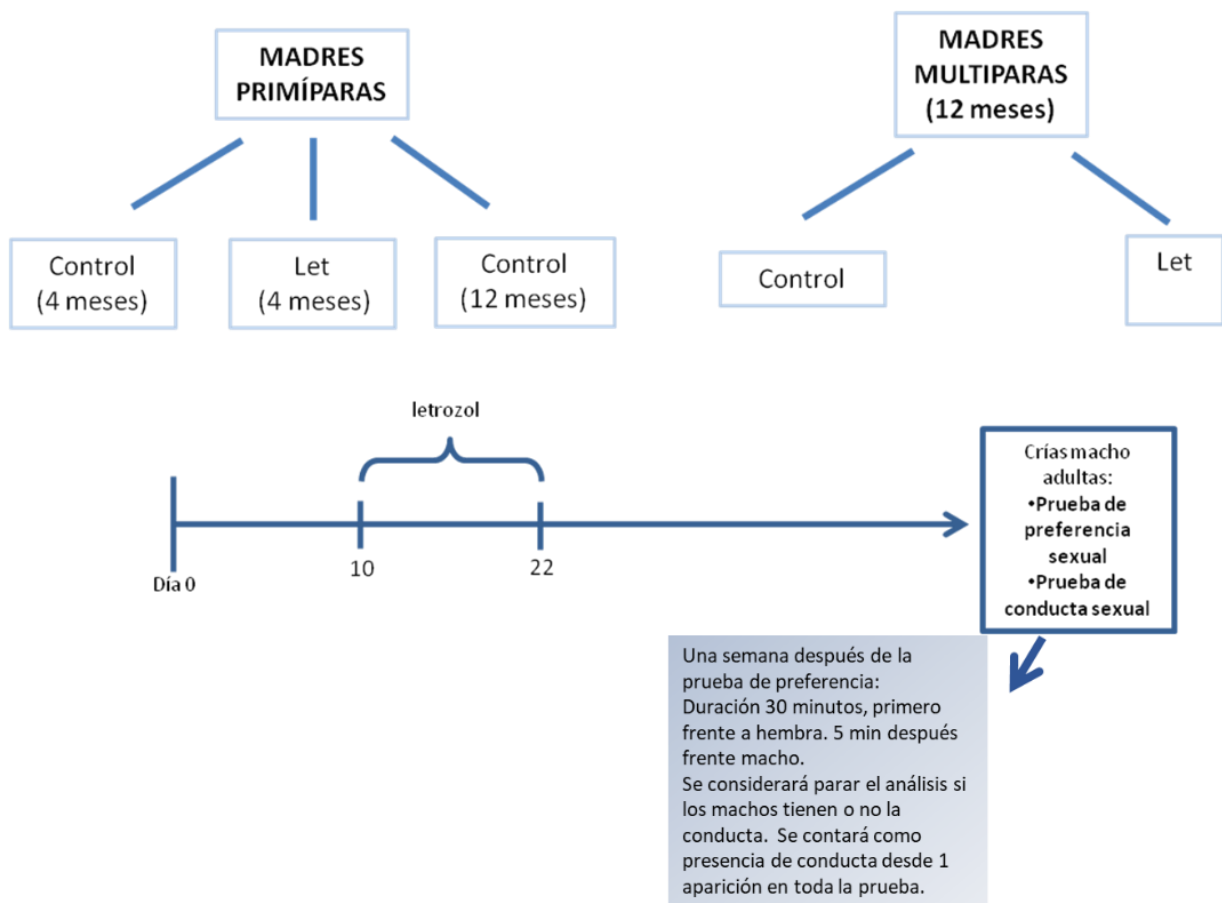 MADRES
PRIMÍPARAS
MADRES
MULTIPARAS
(12 meses)
Control
(4 meses)
Let
(4 meses)
Control
(12 meses)
Control
Let
letrozol
Día 0
10
22
Crías macho
adultas:
•Prueba de
preferencia
sexual
•Prueba de
conducta sexual
Una semana después de la
prueba de preferencia:
Duración 30 minutos, primero
frente a hembra. 5 min después
frente macho.
Se considerará parar el análisis si
los machos tienen o no la
conducta.  Se contará como
presencia de conducta desde 1
aparición en toda la prueba.